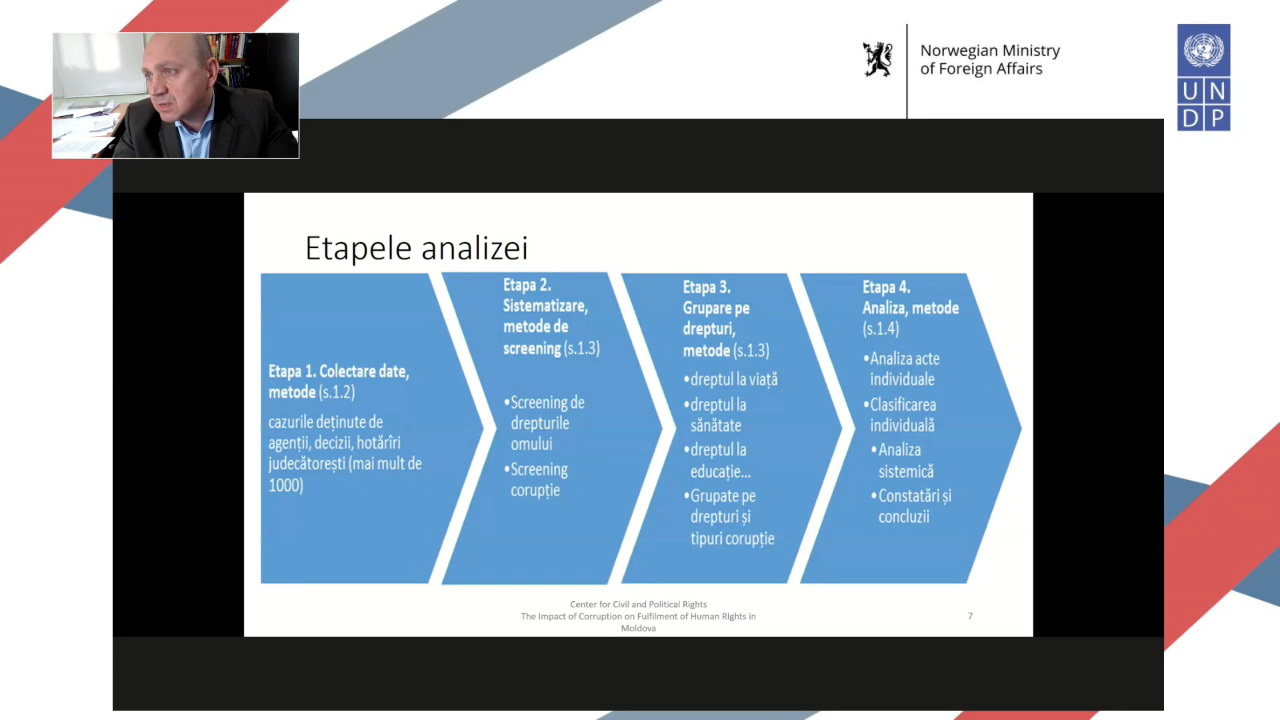 Norwegian Ministry
of Foreign Affairs
U N
D P
Etapele analizei
Etapa 1. Colectare date,
metode (s.1.2)
cazurile deținute de
agenții, decizii, hotărîri
judecătorești (mai mult de
1000)
Etapa 2.
Sistematizare,
metode de
screening (s.1.3)
•Screening de
drepturile
omului
•Screening
corupție
Etapa 3.
Grupare pe
drepturi,
metode (s.1.3)
•dreptul la viață
•dreptul la
sănătate
•dreptul la
educație...
•Grupate pe
drepturi și
tipuri corupție
Etapa 4.
Analiza, metode
(s.1.4)
•Analiza acte
individuale
•Clasificarea
individuală
•Analiza
sistemică
•Constatări și
concluzii
Center for Civil and Political Rights
The Impact of Corruption on Fulfilment of Human Rights in
Moldova
7